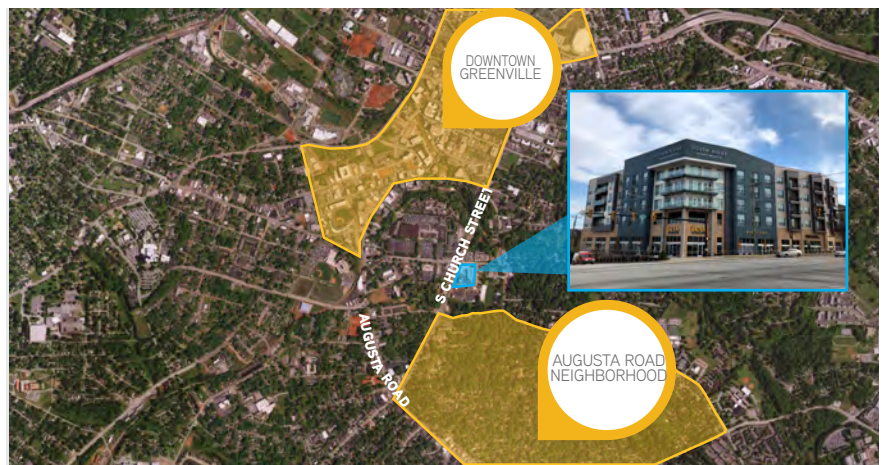 DOWNTOWN
GREENVILLE
S CHURCH STREET
AUGUSTA ROAD
AUGUSTA ROAD
NEIGHBORHOOD